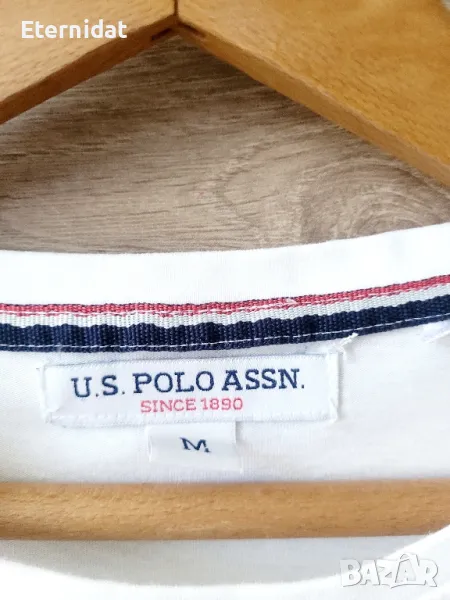 Eternidat
U.S. POLO ASSN.
SINCE 1890
M
BAZAR